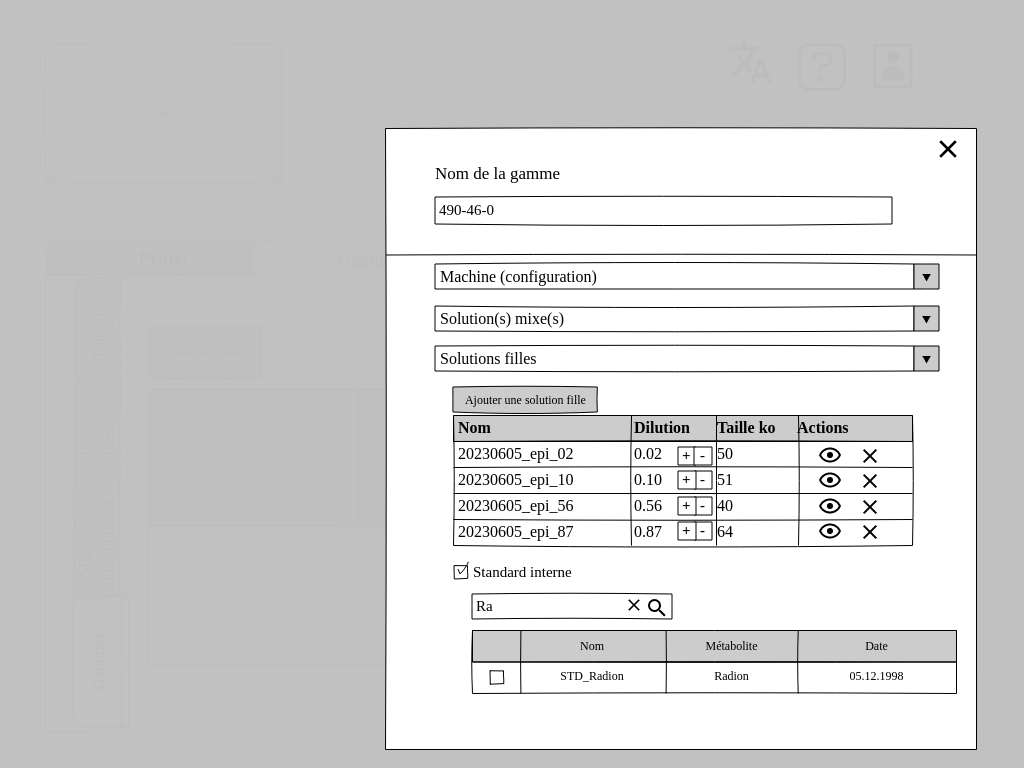 Projet
Nom de la gamme
490-46-0
Machine (configuration)
Solution(s) mixe(s)
Solutions filles
Ajouter une solution fille
Nom Dilution Taille ko Actions
20230605_epi_02 0.02 + - 50
20230605_epi_10 0.10 + - 51
20230605_epi_56 0.56 + - 40
20230605_epi_87 0.87 + - 64
Standard interne
Ra
Nom Métabolite Date
STD_Radion Radion 05.12.1998